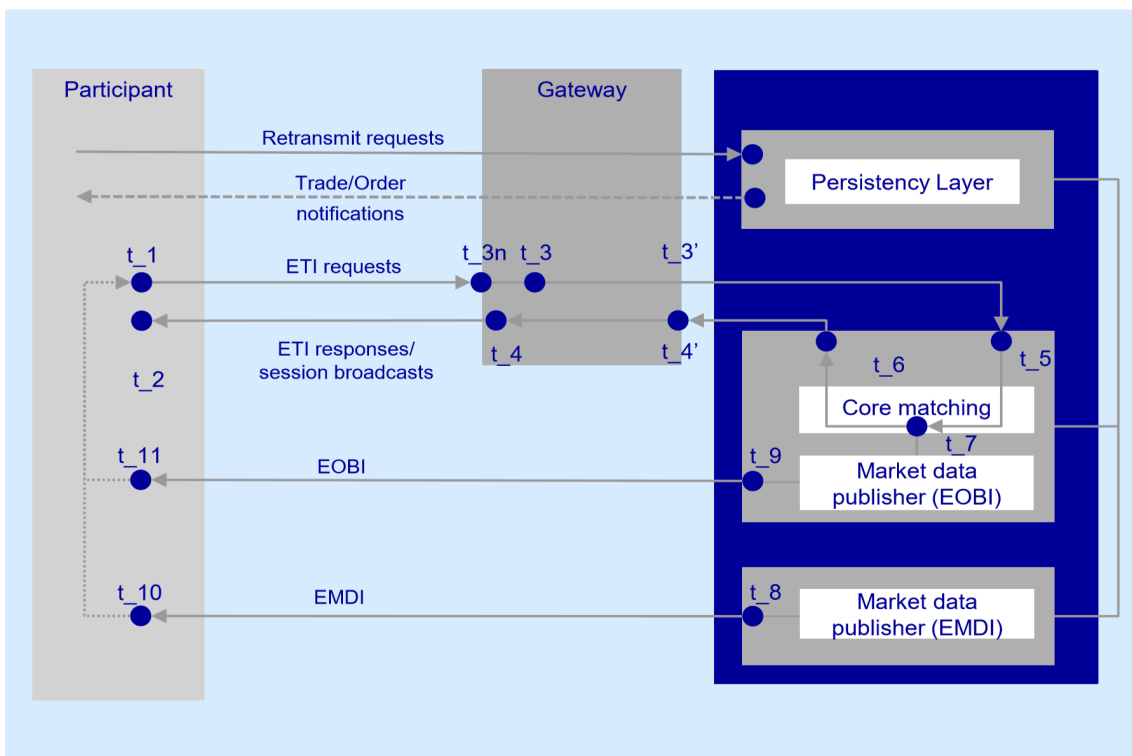 Participant
Gateway
Retransmit requests
Trade/Order
notifications
Persistency Layer
t_1
ETI requests
t_3n
t_3
t_3’
ETI responses/
session broadcasts
t_2
t_4
t_4’
t_6
t_5
Core matching
t_7
t_11
EOBI
t_9
Market data
publisher (EOBI)
t_10
EMDI
t_8
Market data
publisher (EMDI)